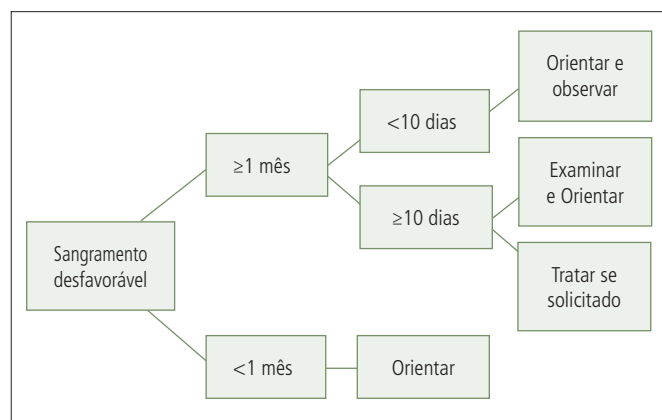 Sangramento
desfavorável
≥1 mês
<10 dias
Orientar e
observar
≥10 dias
Examinar
e Orientar
Tratar se
solicitado
<1 mês
Orientar